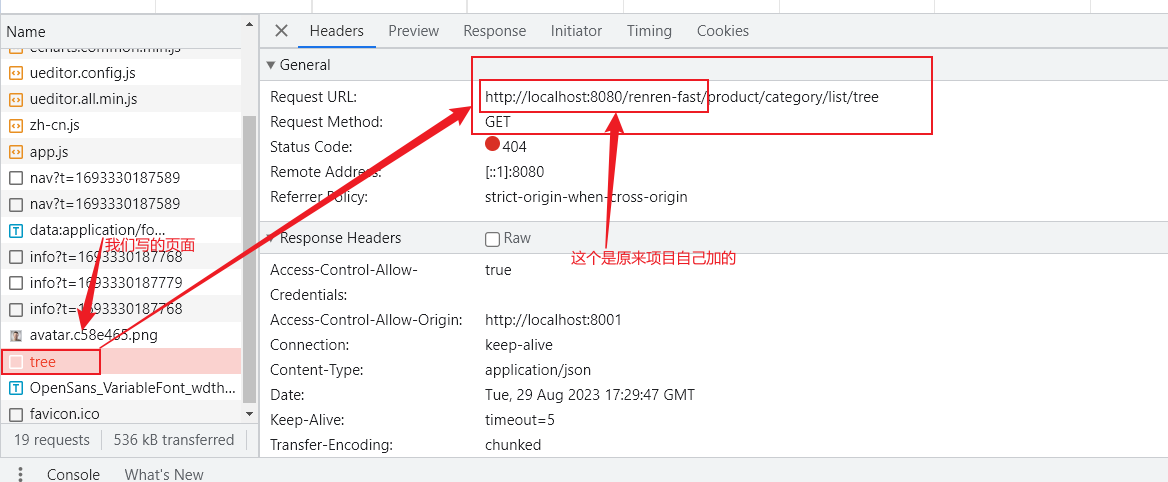 Name
echarts.common.min.js
ueditor.config.js
ueditor.all.min.js
zh-cn.js
app.js
nav?t=1693330187589
nav?t=1693330187589
data:application/fo...
我们写的页面
info?t=1693330187768
info?t=1693330187779
info?t=1693330187768
avatar.c58e465.png
tree
OpenSans_VariableFont_wdth...
favicon.ico
19 requests 536 kB transferred
Headers Preview Response Initiator Timing Cookies
General
Request URL: http://localhost:8080/renren-fast/product/category/list/tree
Request Method: GET
Status Code: 404
Remote Address: [::1]:8080
Referrer Policy: strict-origin-when-cross-origin
Response Headers Raw
这个是原来项目自己加的
Access-Control-Allow- true
Credentials:
Access-Control-Allow-Origin: http://localhost:8001
Connection: keep-alive
Content-Type: application/json
Date: Tue, 29 Aug 2023 17:29:47 GMT
Keep-Alive: timeout=5
Transfer-Encoding: chunked
Console What's New